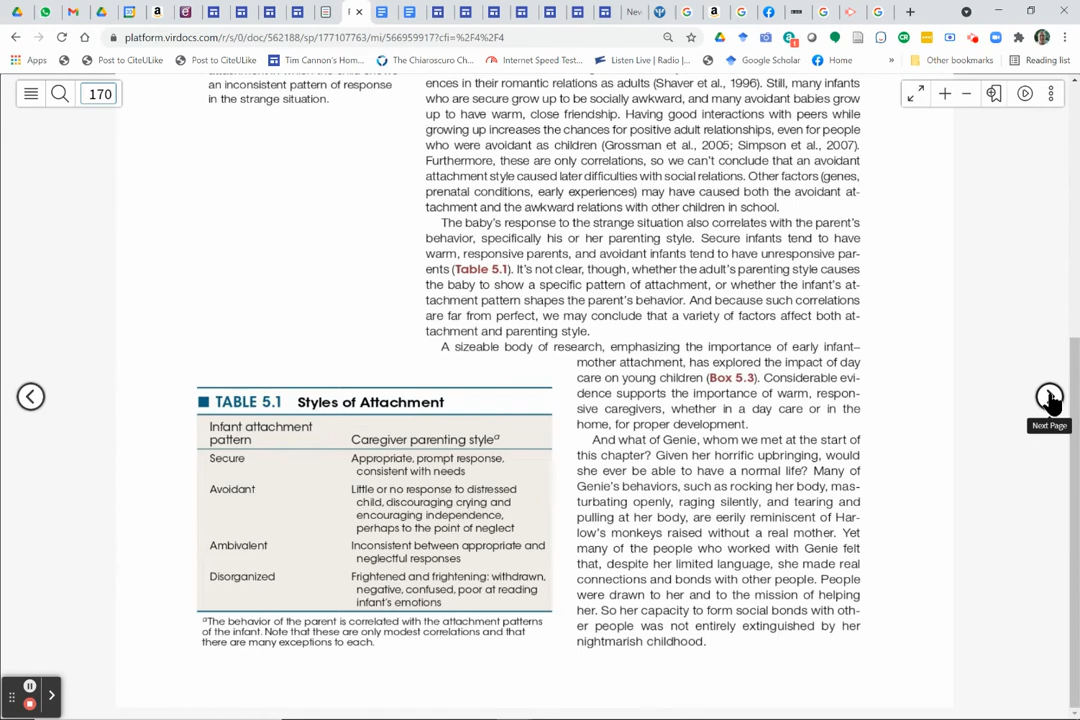 New
platform.virdocs.com/r/s/0/doc/562188/sp/177107763/mi/566959917?cfi=%2F4%2F4
Apps
Post to CiteULike
Post to CiteULike
Tim Cannon's Hom...
The Chiaroscuro Ch...
Internet Speed Test...
Listen Live | Radio...
Google Scholar
Home
»
Other bookmarks
Reading list
170
an inconsistent pattern of response
in the strange situation.
ences in their romantic relations as adults (Shaver et al., 1996). Still, many infants
who are secure grow up to be socially awkward, and many avoidant babies grow
up to have warm, close friendship. Having good interactions with peers while
growing up increases the chances for positive adult relationships, even for people
who were avoidant as children (Grossman et al., 2005; Simpson et al., 2007).
Furthermore, these are only correlations, so we can't conclude that an avoidant
attachment style caused later difficulties with social relations. Other factors (genes,
prenatal conditions, early experiences) may have caused both the avoidant at-
tachment and the awkward relations with other children in school.
The baby's response to the strange situation also correlates with the parent's
behavior, specifically his or her parenting style. Secure infants tend to have
warm, responsive parents, and avoidant infants tend to have unresponsive par-
ents (Table 5.1). It's not clear, though, whether the adult's parenting style causes
the baby to show a specific pattern of attachment, or whether the infant's at-
tachment pattern shapes the parent's behavior. And because such correlations
are far from perfect, we may conclude that a variety of factors affect both at-
tachment and parenting style.
A sizeable body of research, emphasizing the importance of early infant–
mother attachment, has explored the impact of day
care on young children (Box 5.3). Considerable evi-
dence supports the importance of warm, respon-
sive caregivers, whether in a day care or in the
home, for proper development.
And what of Genie, whom we met at the start of
this chapter? Given her horrific upbringing, would
she ever be able to have a normal life? Many of
Genie's behaviors, such as rocking her body, mas-
turbating openly, raging silently, and tearing and
pulling at her body, are eerily reminiscent of Har-
low's monkeys raised without a real mother. Yet
many of the people who worked with Genie felt
that, despite her limited language, she made real
connections and bonds with other people. People
were drawn to her and to the mission of helping
her. So her capacity to form social bonds with oth-
er people was not entirely extinguished by her
nightmarish childhood.
TABLE 5.1 Styles of Attachment
Infant attachment
pattern Caregiver parenting styleᵃ
Secure Appropriate, prompt response,
consistent with needs
Avoidant Little or no response to distressed
child, discouraging crying and
encouraging independence,
perhaps to the point of neglect
Ambivalent Inconsistent between appropriate and
neglectful responses
Disorganized Frightened and frightening: withdrawn,
negative, confused, poor at reading
infant's emotions
ᵃThe behavior of the parent is correlated with the attachment patterns
of the infant. Note that these are only modest correlations and that
there are many exceptions to each.
Next Page